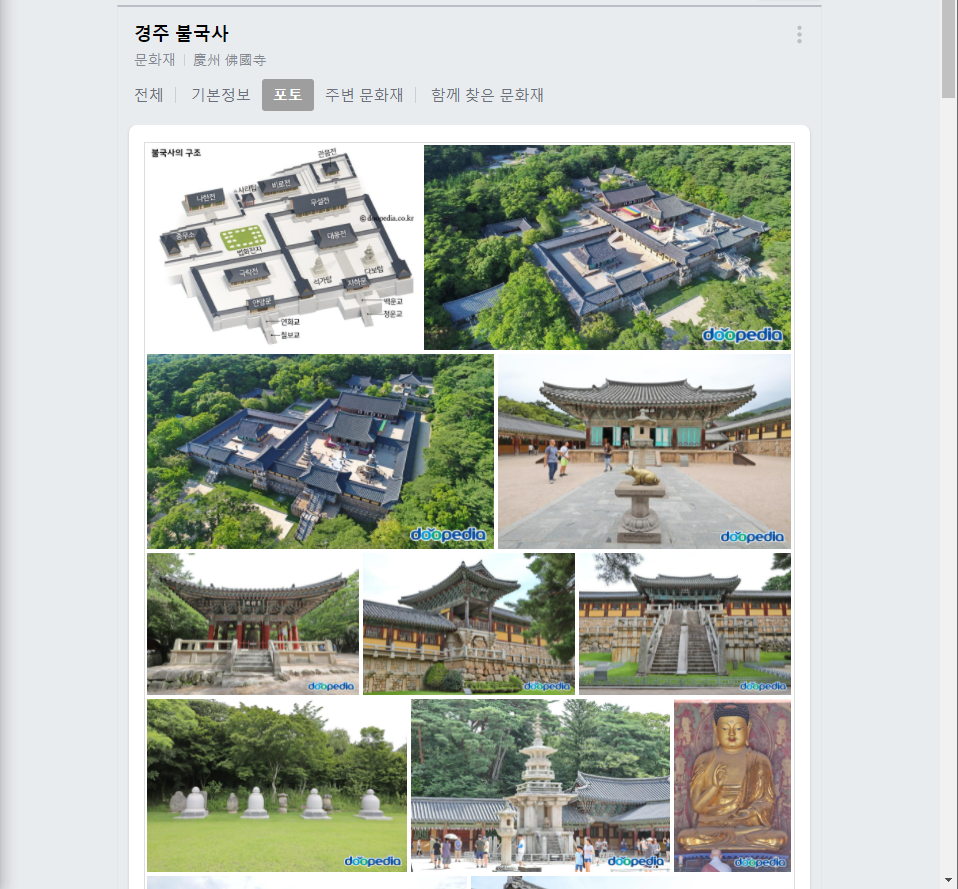 경주 불국사
문화재 慶州 佛國寺
전체 기본정보 포토 주변 문화재 함께 찾은 문화재
불국사의 구조
관음전
비로전
사리탑
나한전
무설전
© doopedia.co.kr
종무소
법화전지
대웅전
극락전
석가탑
다보탑
자하문
안양문
백운교
청운교
연화교
칠보교
doopedia
doopedia
doopedia
doopedia
doopedia
doopedia
doopedia
doopedia
doopedia